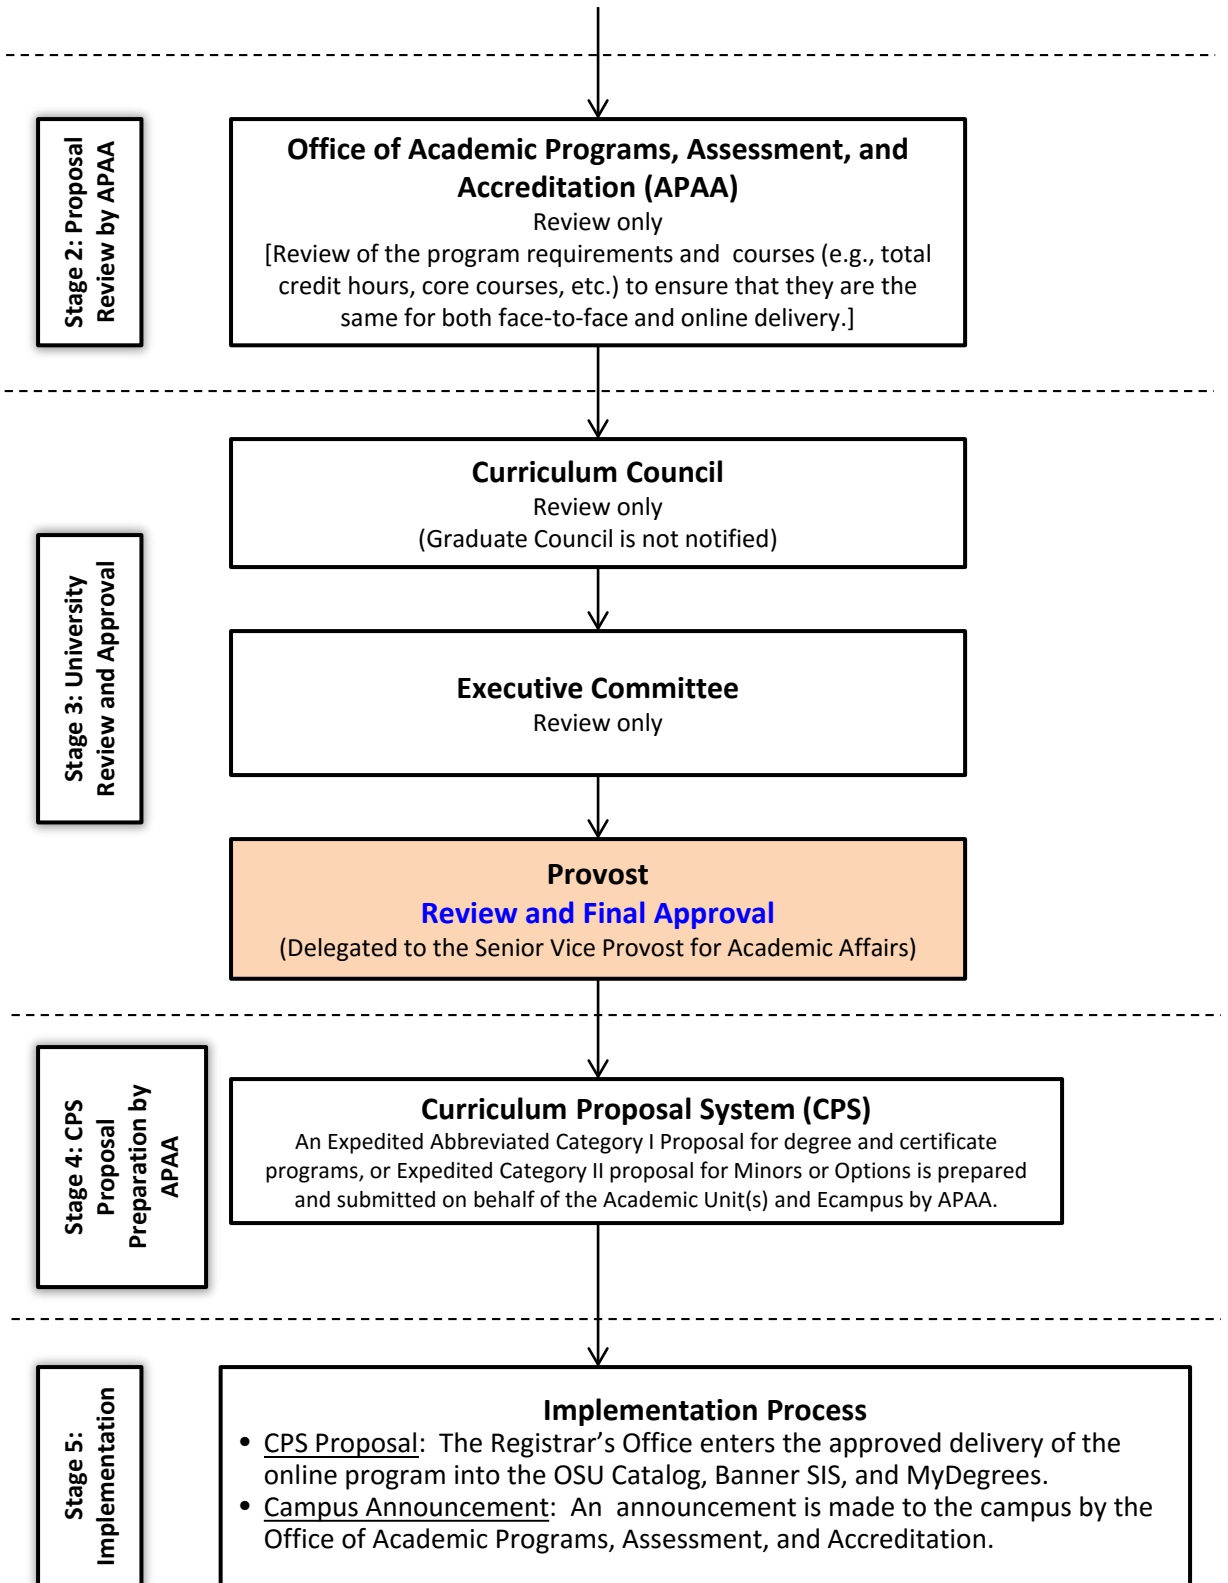 Stage 2: Proposal
Review by APAA
Office of Academic Programs, Assessment, and
Accreditation (APAA)
Review only
[Review of the program requirements and  courses (e.g., total
credit hours, core courses, etc.) to ensure that they are the
same for both face-to-face and online delivery.]
Stage 3: University
Review and Approval
Curriculum Council
Review only
(Graduate Council is not notified)
Executive Committee
Review only
Provost
Review and Final Approval
(Delegated to the Senior Vice Provost for Academic Affairs)
Stage 4: CPS
Proposal
Preparation by
APAA
Curriculum Proposal System (CPS)
An Expedited Abbreviated Category I Proposal for degree and certificate
programs, or Expedited Category II proposal for Minors or Options is prepared
and submitted on behalf of the Academic Unit(s) and Ecampus by APAA.
Stage 5:
Implementation
Implementation Process
• CPS Proposal:  The Registrar’s Office enters the approved delivery of the
online program into the OSU Catalog, Banner SIS, and MyDegrees.
• Campus Announcement:  An  announcement is made to the campus by the
Office of Academic Programs, Assessment, and Accreditation.